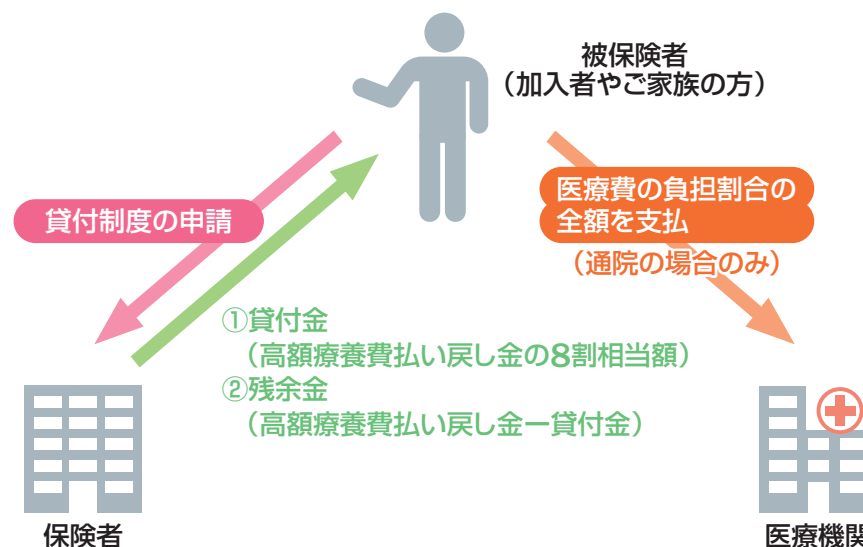 被保険者
（加入者やご家族の方）
貸付制度の申請
医療費の負担割合の
全額を支払
（通院の場合のみ）
①貸付金
（高額療養費払い戻し金の8割相当額）
②残余金
（高額療養費払い戻し金ー貸付金）
保険者
医療機関